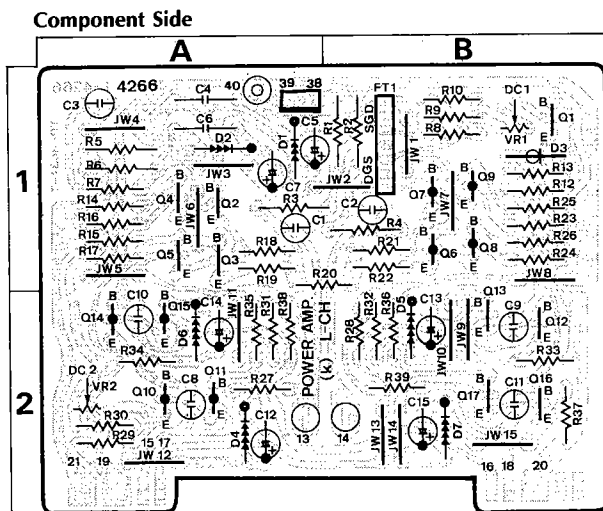 Component Side
A B
1
2
4266 C4 40 39 38 FT1 R10 DC1
C3 JW4 C6 C5 R1 R2 SGD R9 B Q1
R5 D2 D1 DGS JW1 R8 VR1 E
R6 JW3 D3
R7 B B C7 JW2 B B R13
R14 Q4 JW6 Q2 R3 C2 Q7 JW7 Q9 R12
R16 E E C1 R4 E E R25
R15 B B R18 R21 B B R23
R17 Q5 Q3 Q6 Q8 R26
E E R19 R22 E E R24
JW5 R20 JW8
B C10 B C14 JW11 R35 R31 R38 POWER AMP (k) L-CH R28 R32 R36 D5 C13 JW10 JW9 Q13 B C9 B
Q14 Q15 D6 Q12
E E E E
R34 R33
DC2 B Q11 B R27 R39 B Q16 B
VR2 Q10 C8 Q17 C11 R37
R30 E E C12 C15 E E
R29 D4 13 14 JW13 JW14 D7 JW15
21 19 15 17 16 18 20
JW12